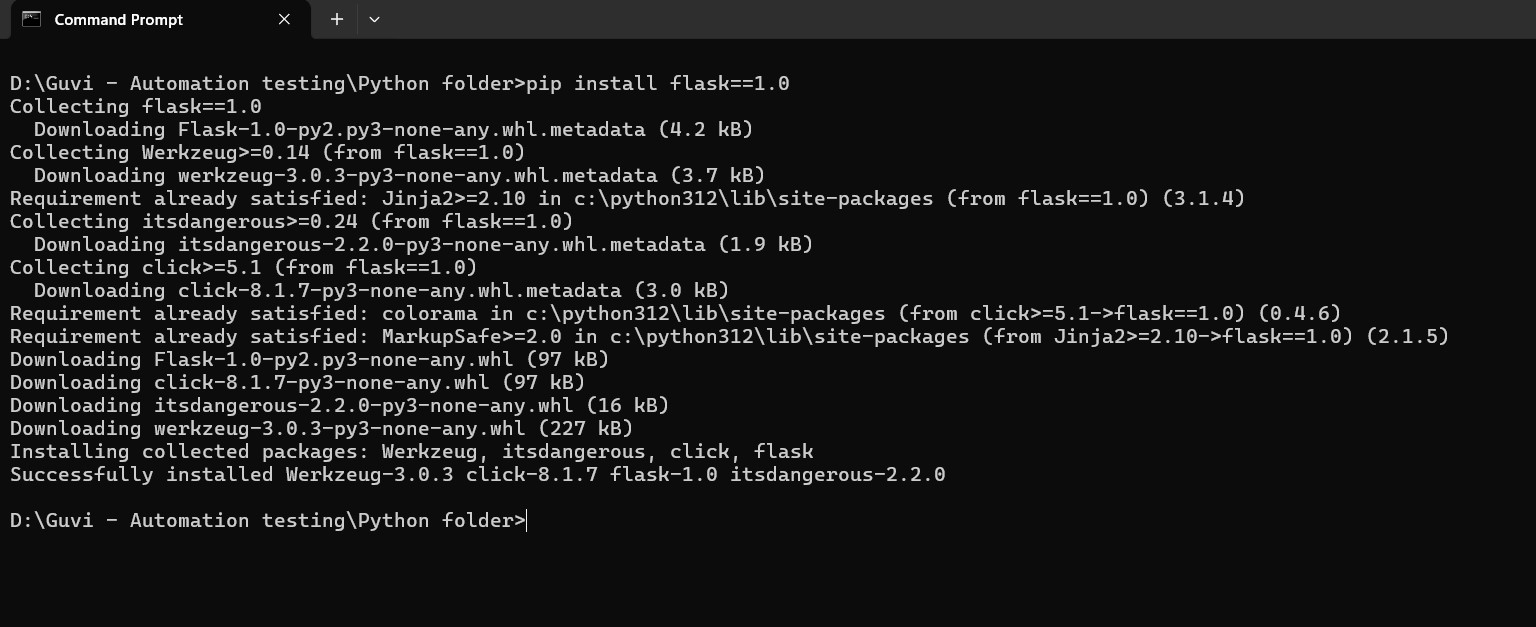 Command Prompt
D:\Guvi - Automation testing\Python folder>pip install flask==1.0
Collecting flask==1.0
  Downloading Flask-1.0-py2.py3-none-any.whl.metadata (4.2 kB)
Collecting Werkzeug>=0.14 (from flask==1.0)
  Downloading werkzeug-3.0.3-py3-none-any.whl.metadata (3.7 kB)
Requirement already satisfied: Jinja2>=2.10 in c:\python312\lib\site-packages (from flask==1.0) (3.1.4)
Collecting itsdangerous>=0.24 (from flask==1.0)
  Downloading itsdangerous-2.2.0-py3-none-any.whl.metadata (1.9 kB)
Collecting click>=5.1 (from flask==1.0)
  Downloading click-8.1.7-py3-none-any.whl.metadata (3.0 kB)
Requirement already satisfied: colorama in c:\python312\lib\site-packages (from click>=5.1->flask==1.0) (0.4.6)
Requirement already satisfied: MarkupSafe>=2.0 in c:\python312\lib\site-packages (from Jinja2>=2.10->flask==1.0) (2.1.5)
Downloading Flask-1.0-py2.py3-none-any.whl (97 kB)
Downloading click-8.1.7-py3-none-any.whl (97 kB)
Downloading itsdangerous-2.2.0-py3-none-any.whl (16 kB)
Downloading werkzeug-3.0.3-py3-none-any.whl (227 kB)
Installing collected packages: Werkzeug, itsdangerous, click, flask
Successfully installed Werkzeug-3.0.3 click-8.1.7 flask-1.0 itsdangerous-2.2.0
D:\Guvi - Automation testing\Python folder>